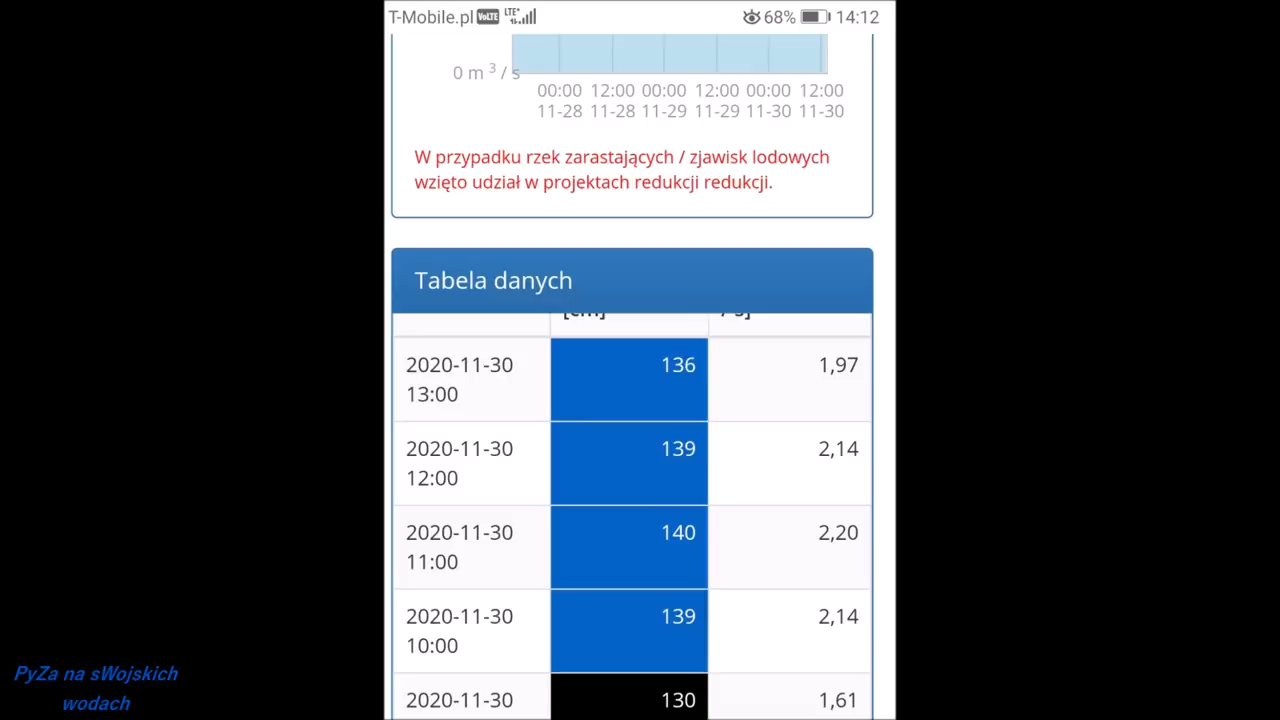 T-Mobile.pl VoLTE LTE+ 68% 14:12
0 m 3 / s
00:00 12:00 00:00 12:00 00:00 12:00
11-28 11-28 11-29 11-29 11-30 11-30
W przypadku rzek zarastających / zjawisk lodowych
wzięto udział w projektach redukcji redukcji.
Tabela danych
[cm] / s]
2020-11-30 136 1,97
13:00
2020-11-30 139 2,14
12:00
2020-11-30 140 2,20
11:00
2020-11-30 139 2,14
10:00
2020-11-30 130 1,61
PyZa na sWojskich
wodach